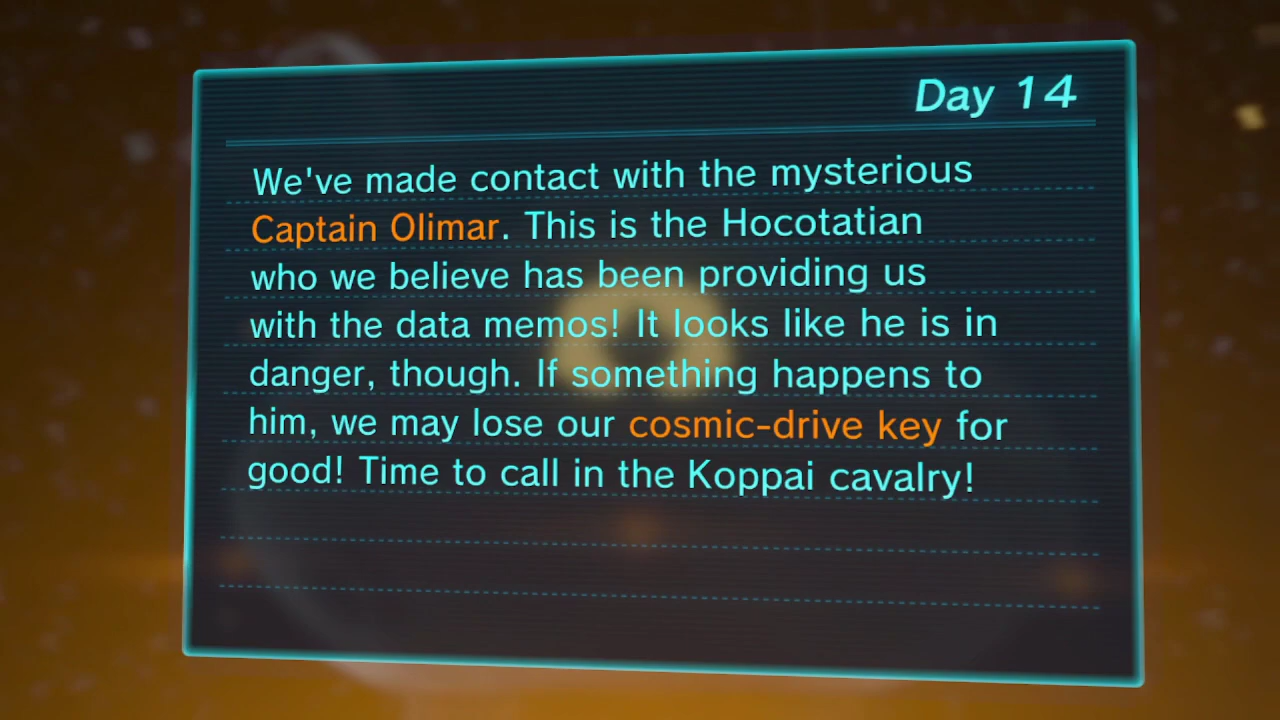 Day 14
We've made contact with the mysterious
Captain Olimar. This is the Hocotatian
who we believe has been providing us
with the data memos! It looks like he is in
danger, though. If something happens to
him, we may lose our cosmic-drive key for
good! Time to call in the Koppai cavalry!